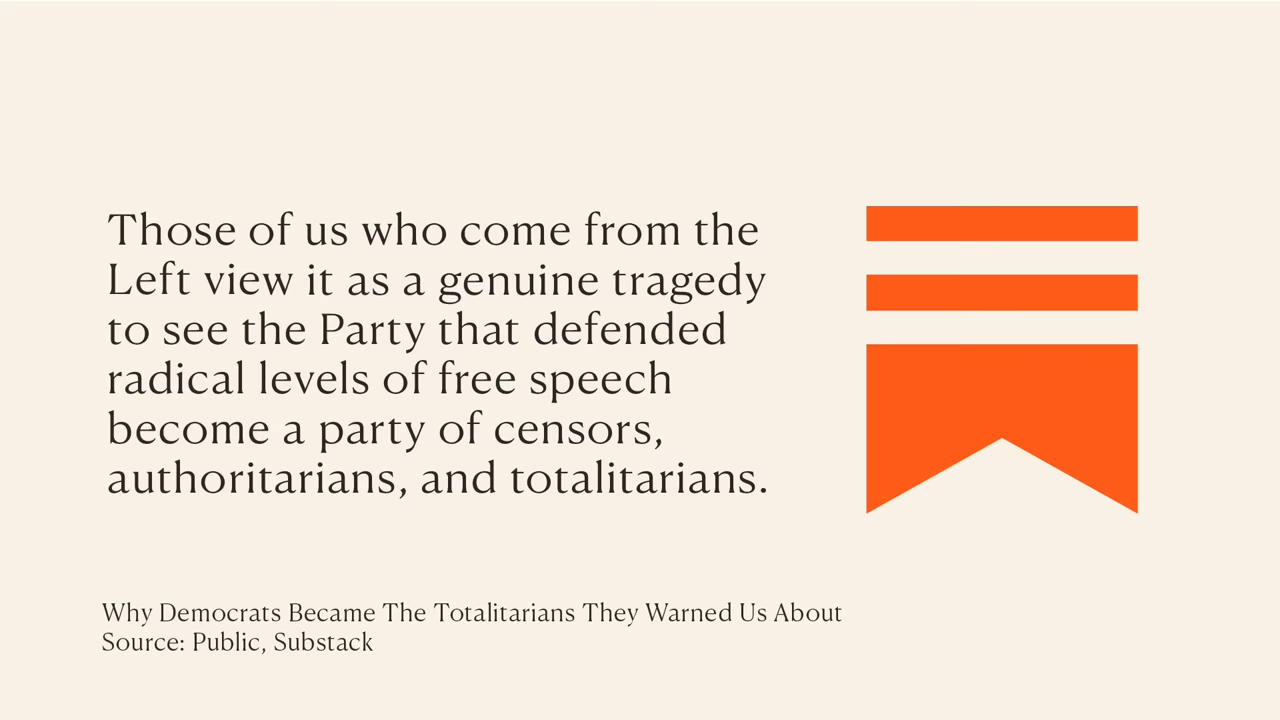 Those of us who come from the
Left view it as a genuine tragedy
to see the Party that defended
radical levels of free speech
become a party of censors,
authoritarians, and totalitarians.
Why Democrats Became The Totalitarians They Warned Us About
Source: Public, Substack